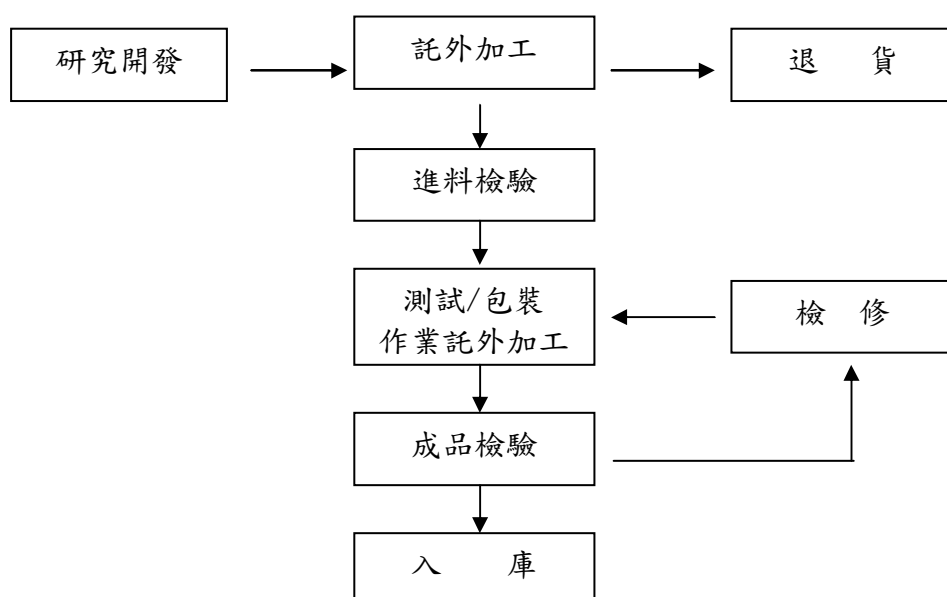 研究開發
託外加工
退　貨
進料檢驗
測試/包裝
作業託外加工
檢　修
成品檢驗
入　庫